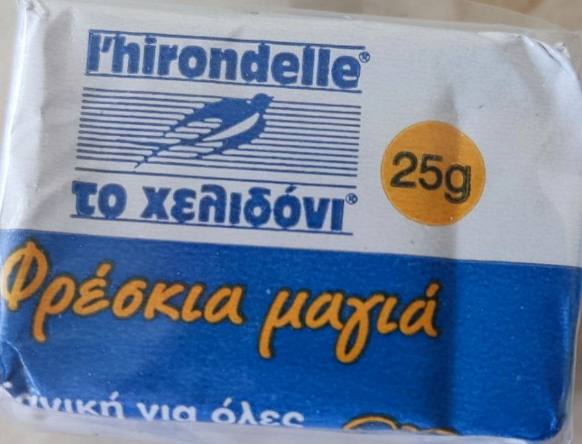 l'hirondelle®
το χελιδόνι®
25g
Φρέσκια μαγιά
για όλες